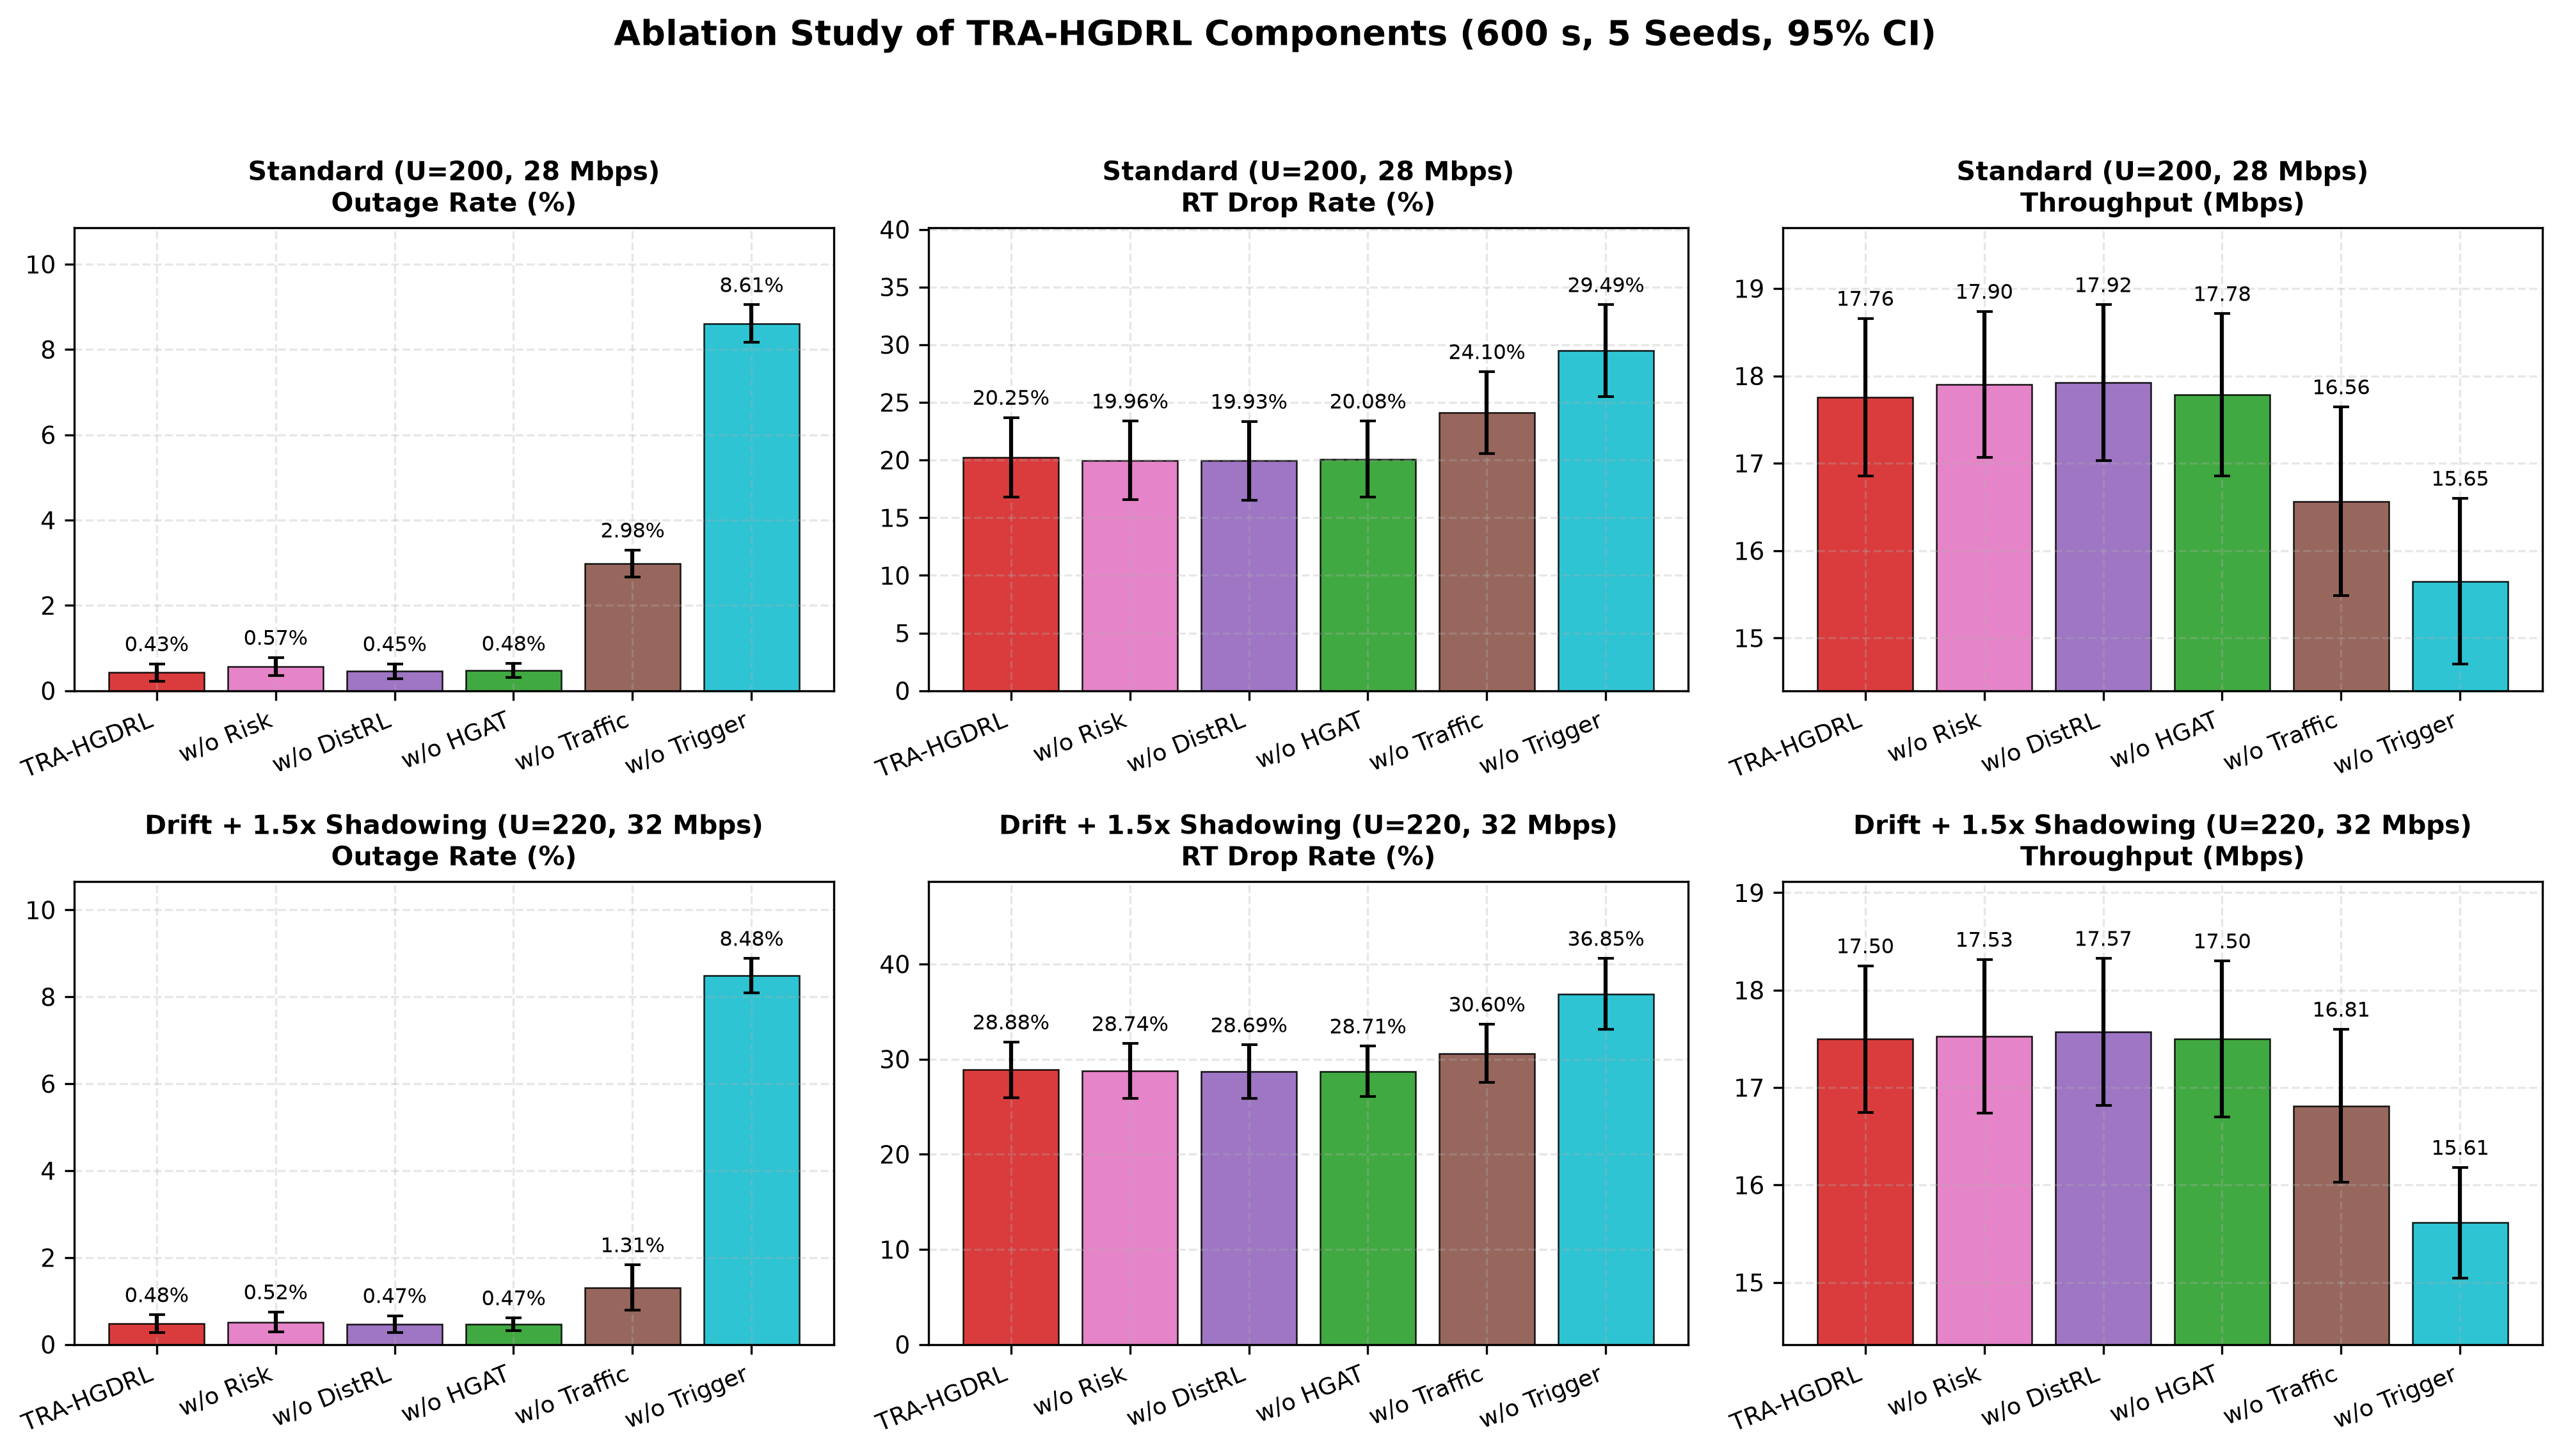 Ablation Study of TRA-HGDRL Components (600 s, 5 Seeds, 95% CI)
Standard (U=200, 28 Mbps)
Outage Rate (%)
10
8
6
4
2
0
0.43%
0.57%
0.45%
0.48%
2.98%
8.61%
TRA-HGDRL
w/o Risk
w/o DistRL
w/o HGAT
w/o Traffic
w/o Trigger
Standard (U=200, 28 Mbps)
RT Drop Rate (%)
40
35
30
25
20
15
10
5
0
20.25%
19.96%
19.93%
20.08%
24.10%
29.49%
TRA-HGDRL
w/o Risk
w/o DistRL
w/o HGAT
w/o Traffic
w/o Trigger
Standard (U=200, 28 Mbps)
Throughput (Mbps)
19
18
17
16
15
17.76
17.90
17.92
17.78
16.56
15.65
TRA-HGDRL
w/o Risk
w/o DistRL
w/o HGAT
w/o Traffic
w/o Trigger
Drift + 1.5x Shadowing (U=220, 32 Mbps)
Outage Rate (%)
10
8
6
4
2
0
0.48%
0.52%
0.47%
0.47%
1.31%
8.48%
TRA-HGDRL
w/o Risk
w/o DistRL
w/o HGAT
w/o Traffic
w/o Trigger
Drift + 1.5x Shadowing (U=220, 32 Mbps)
RT Drop Rate (%)
40
30
20
10
0
28.88%
28.74%
28.69%
28.71%
30.60%
36.85%
TRA-HGDRL
w/o Risk
w/o DistRL
w/o HGAT
w/o Traffic
w/o Trigger
Drift + 1.5x Shadowing (U=220, 32 Mbps)
Throughput (Mbps)
19
18
17
16
15
17.50
17.53
17.57
17.50
16.81
15.61
TRA-HGDRL
w/o Risk
w/o DistRL
w/o HGAT
w/o Traffic
w/o Trigger